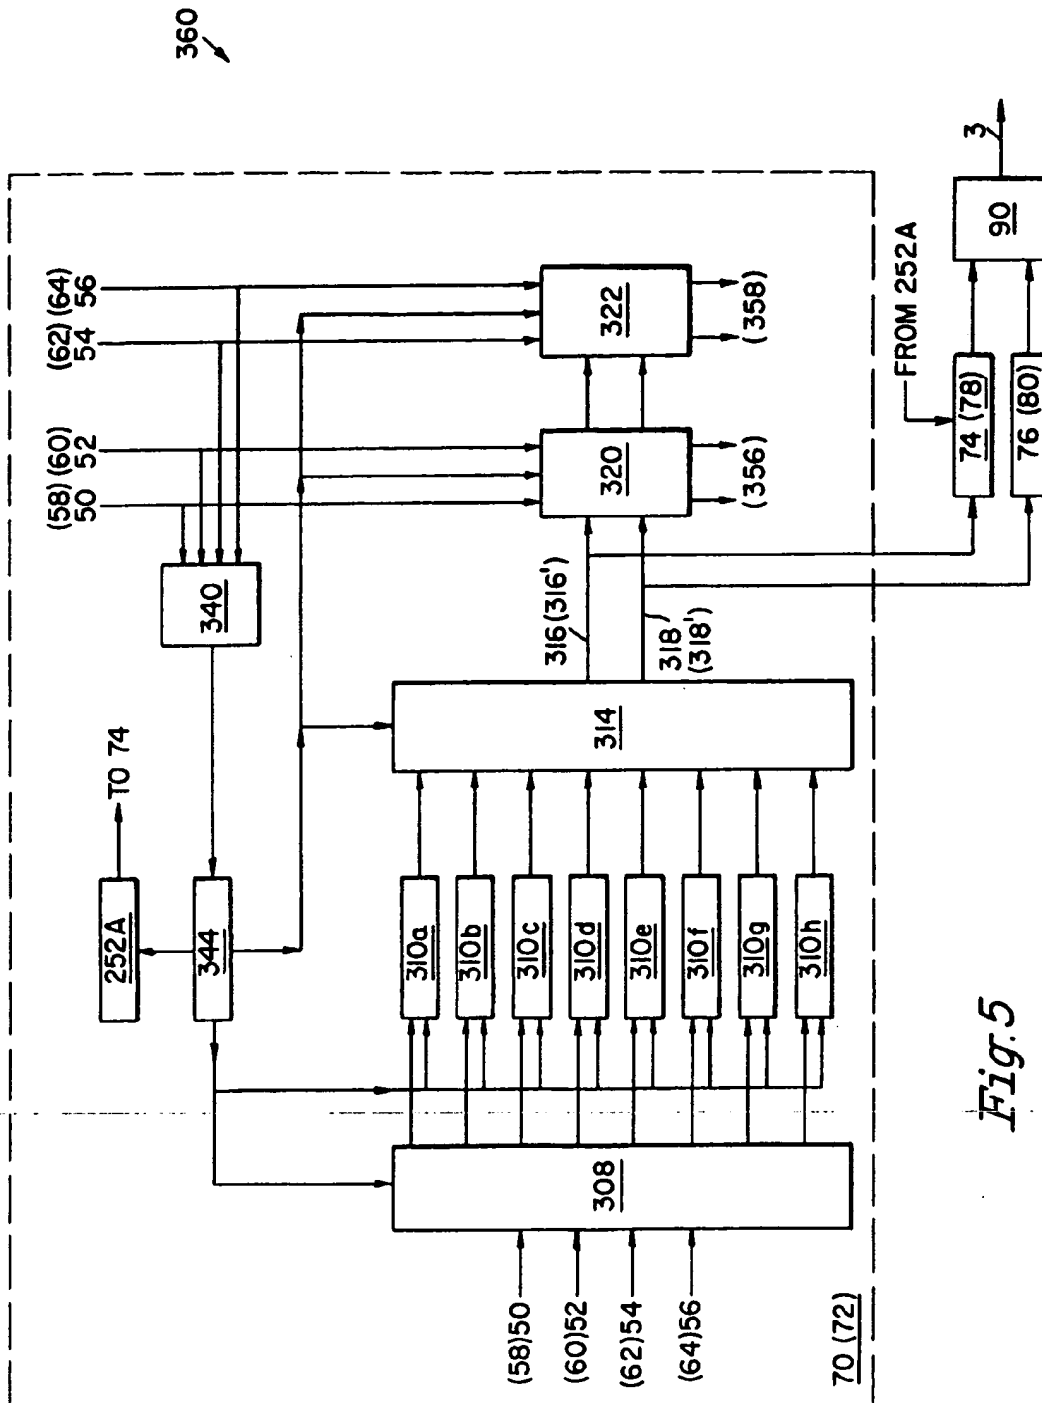 360
(58) (60)
50 52
(62) (64)
54 56
340
TO 74
252A
344
320
322
(356)
(358)
316 (316')
318
(318')
314
310a
310b
310c
310d
310e
310f
310g
310h
308
(58)50
(60)52
(62)54
(64)56
70 (72)
FROM 252A
74 (78)
76 (80)
90
3
Fig.5